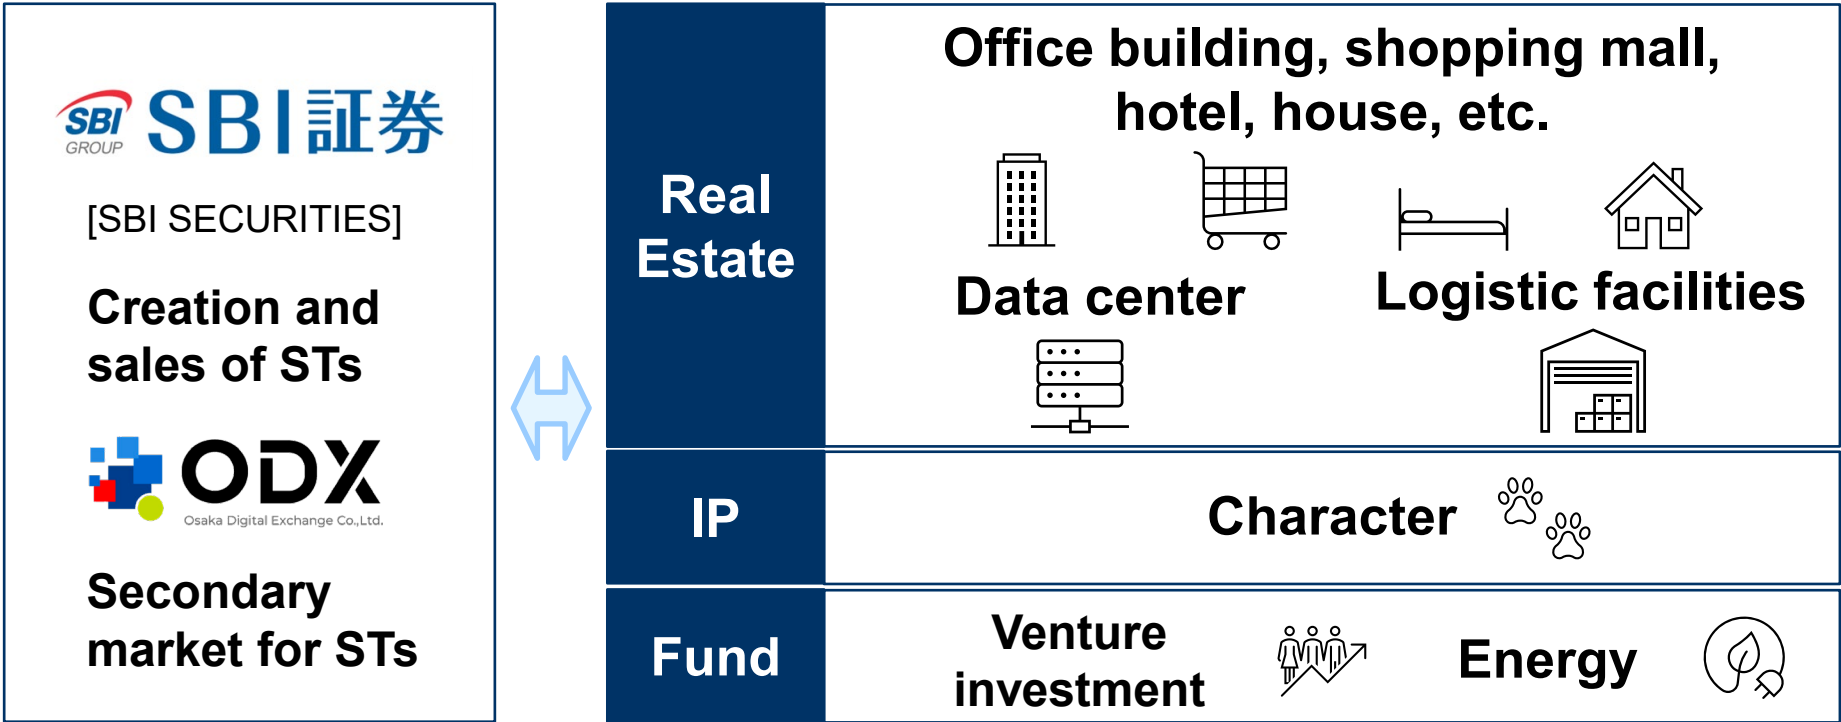 SBI
GROUP
SBI証券
[SBI SECURITIES]
Creation and
sales of STs
ODX
Osaka Digital Exchange Co.,Ltd.
Secondary
market for STs
Real
Estate
Office building, shopping mall,
hotel, house, etc.
Data center
Logistic facilities
IP
Character
Fund
Venture
investment
Energy